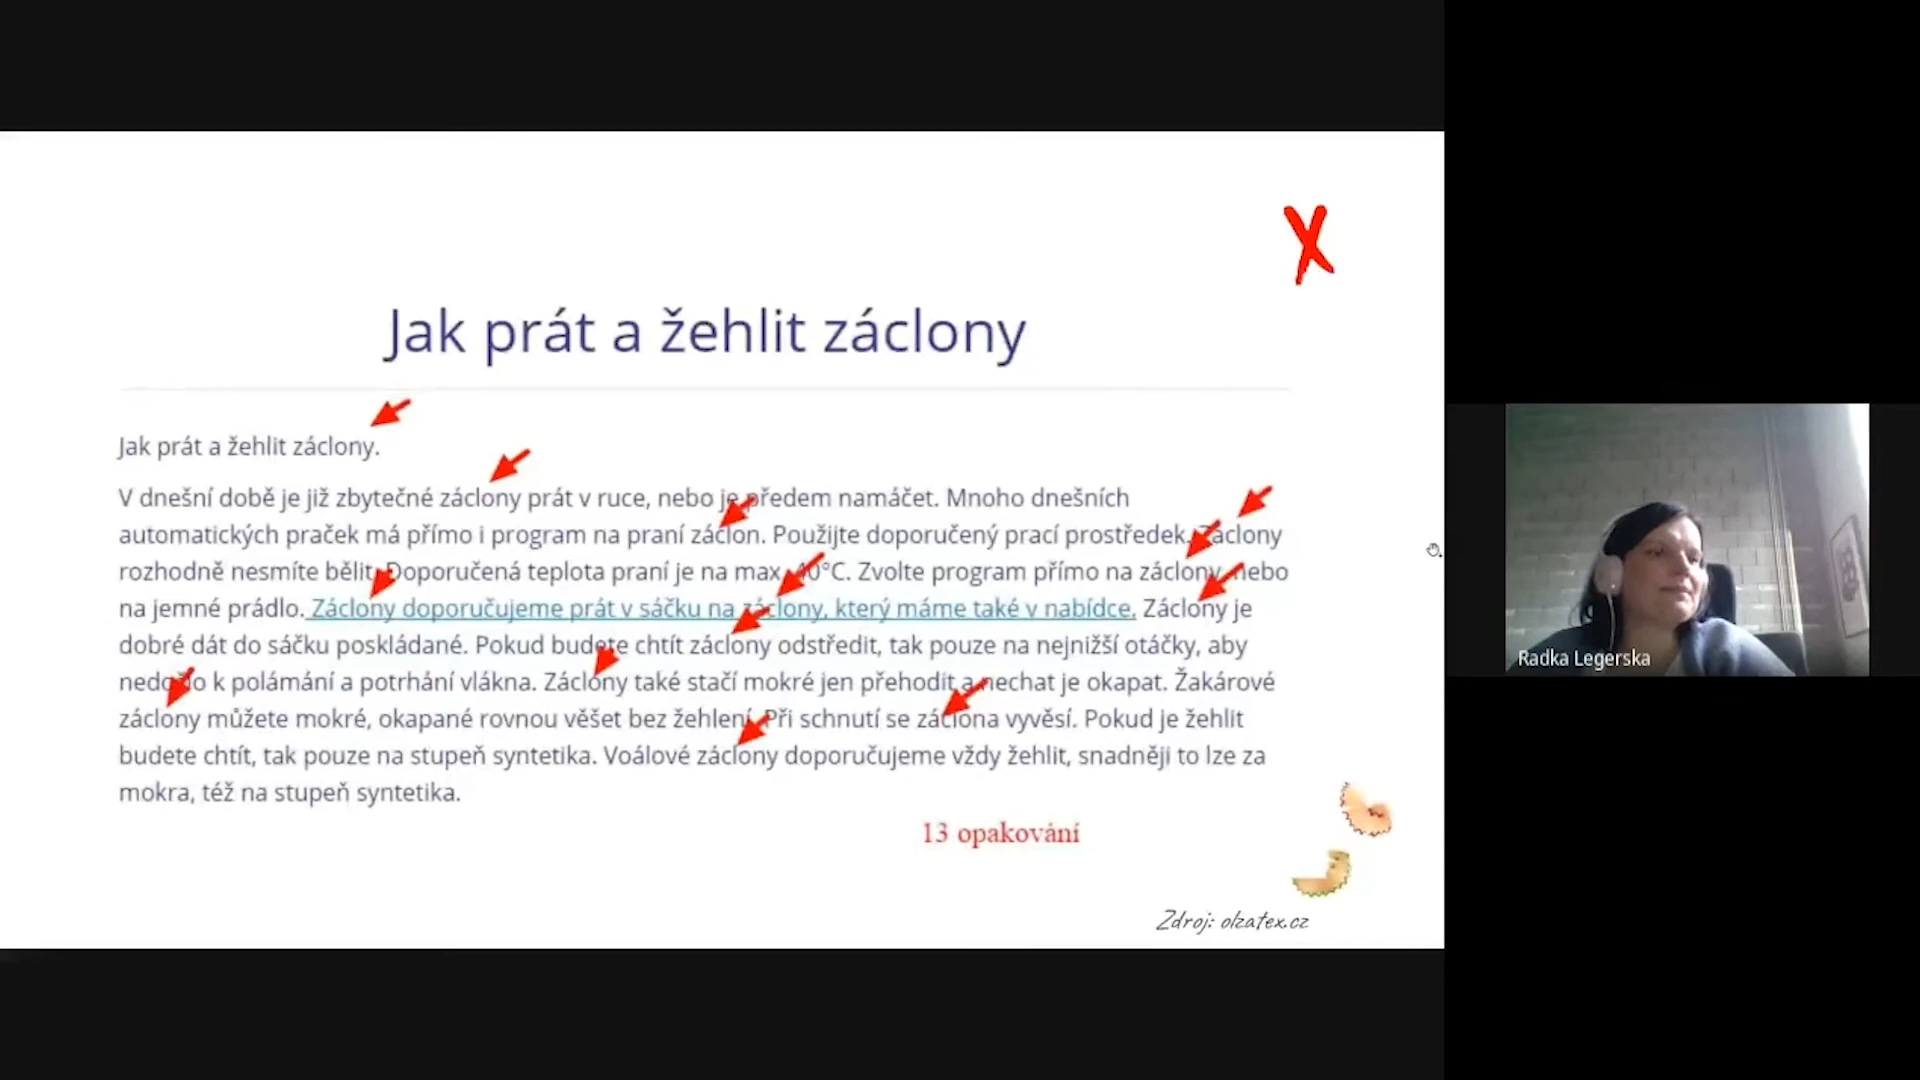 Jak prát a žehlit záclony
Jak prát a žehlit záclony.
V dnešní době je již zbytečné záclony prát v ruce, nebo je předem namáčet. Mnoho dnešních
automatických praček má přímo i program na praní záclon. Použijte doporučený prací prostředek. Záclony
rozhodně nesmíte bělit. Doporučená teplota praní je na max. 40°C. Zvolte program přímo na záclony, nebo
na jemné prádlo. Záclony doporučujeme prát v sáčku na záclony, který máme také v nabídce. Záclony je
dobré dát do sáčku poskládané. Pokud budete chtít záclony odstředit, tak pouze na nejnižší otáčky, aby
nedošlo k polámání a potrhání vlákna. Záclony také stačí mokré jen přehodit a nechat je okapat. Žakárové
záclony můžete mokré, okapané rovnou věšet bez žehlení. Při schnutí se záclona vyvěsí. Pokud je žehlit
budete chtít, tak pouze na stupeň syntetika. Voálové záclony doporučujeme vždy žehlit, snadněji to lze za
mokra, též na stupeň syntetika.
13 opakování
Zdroj: olzatex.cz
Radka Legerska